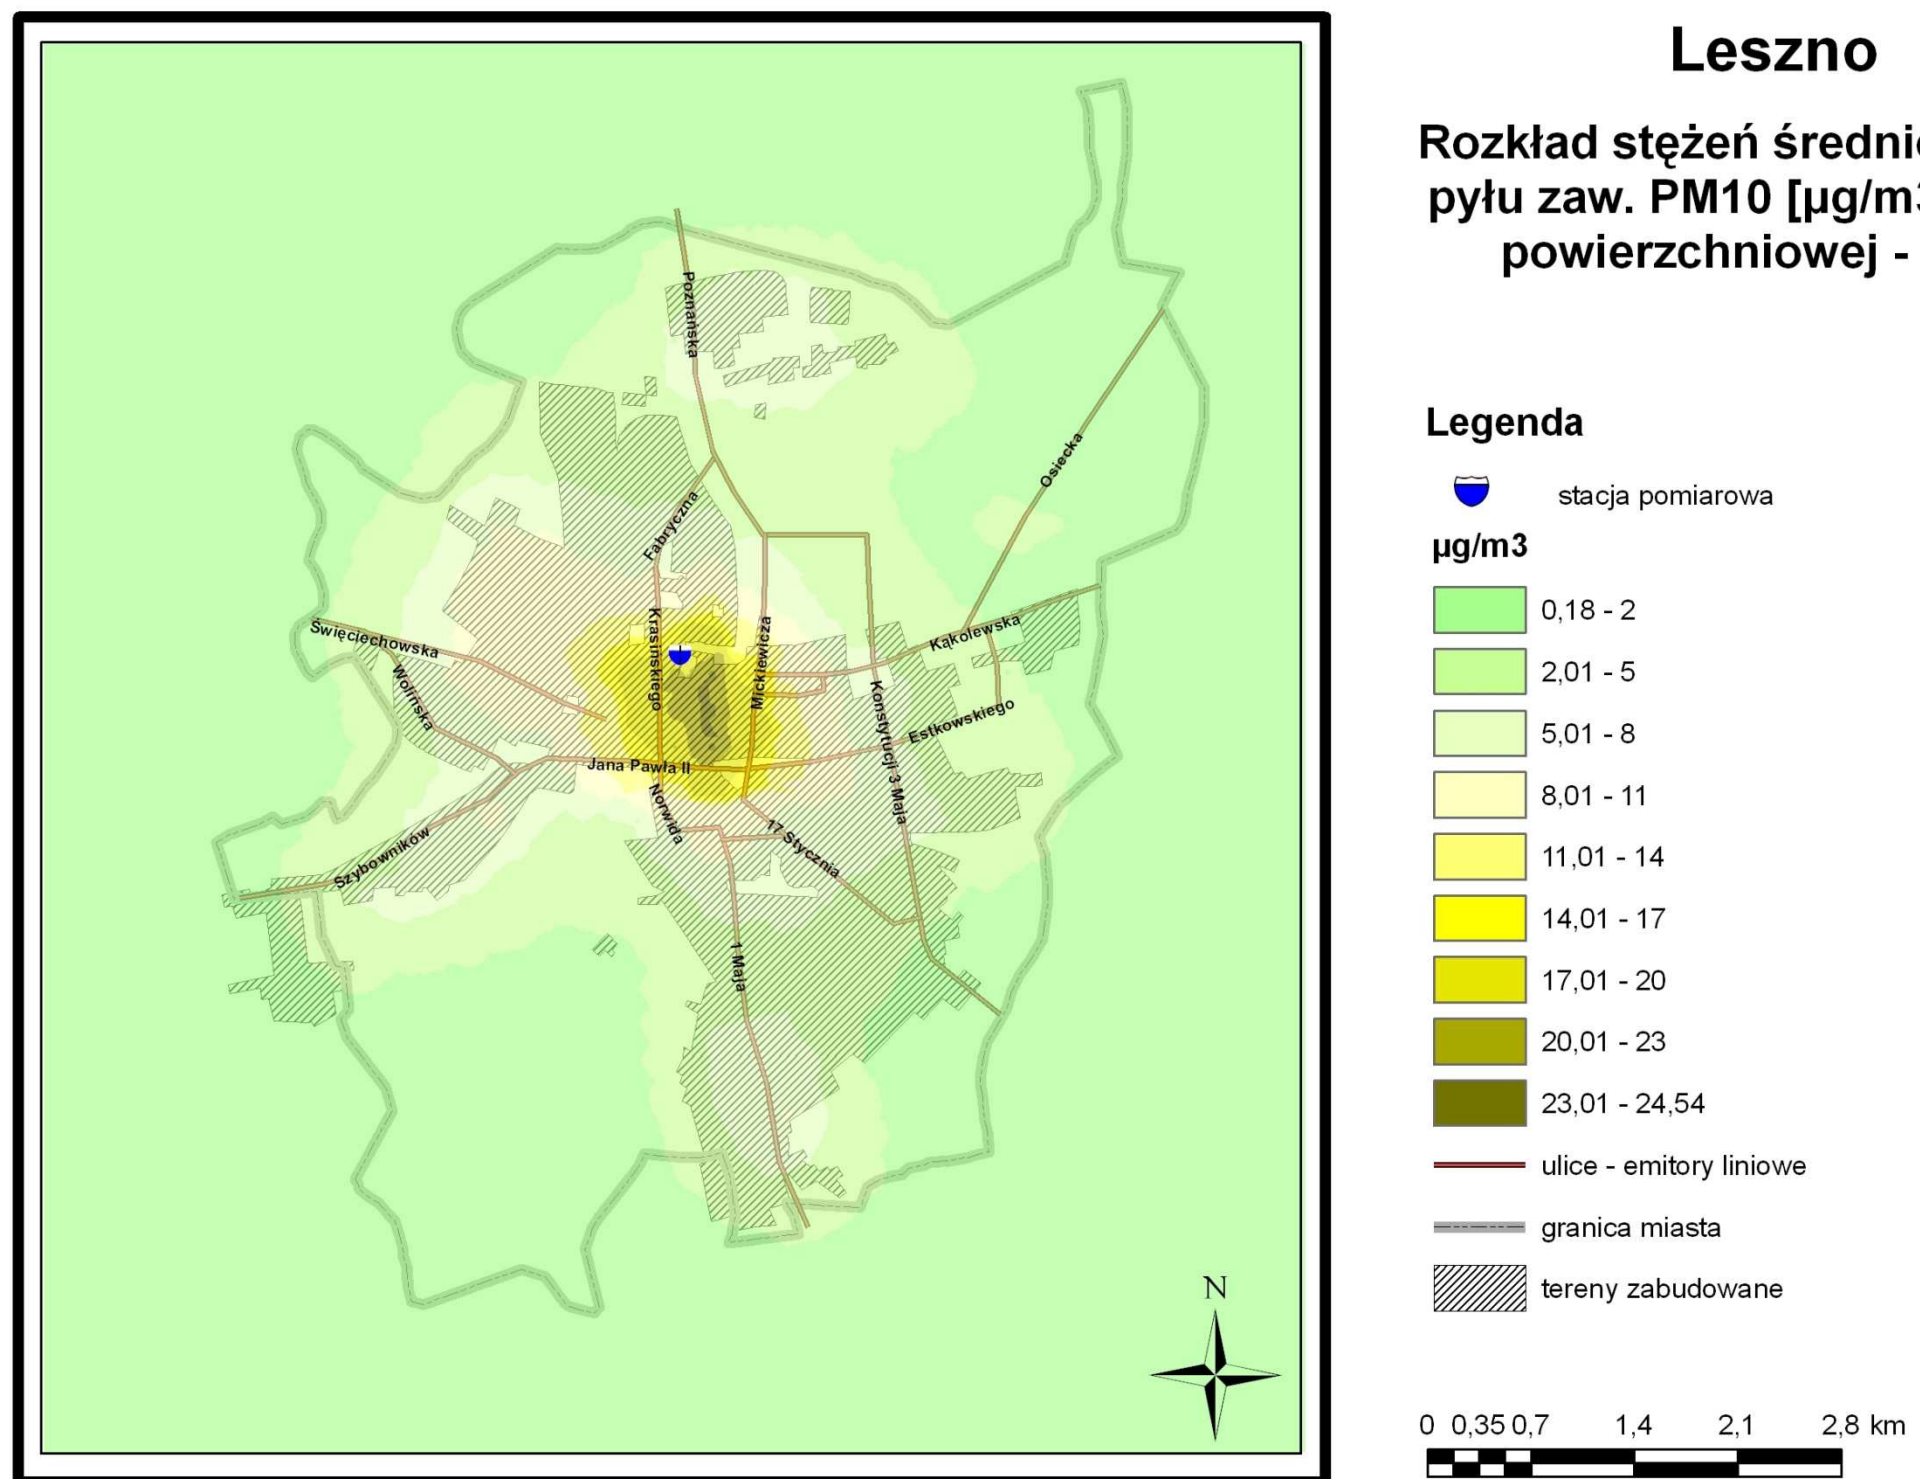 Leszno
Rozkład stężeń średnic
pyłu zaw. PM10 [µg/m3
powierzchniowej -
Legenda
stacja pomiarowa
µg/m3
0,18 - 2
2,01 - 5
5,01 - 8
8,01 - 11
11,01 - 14
14,01 - 17
17,01 - 20
20,01 - 23
23,01 - 24,54
ulice - emitory liniowe
granica miasta
tereny zabudowane
0 0,35 0,7 1,4 2,1 2,8 km
Poznańska
Osiecka
Fabryczna
Święciechowska
Wolińska
Krasińskiego
Mickiewicza
Kąkolewska
Konstytucji 3 Maja
Estkowskiego
Jana Pawła II
Norwida
17 Stycznia
Szybowników
1 Maja
N